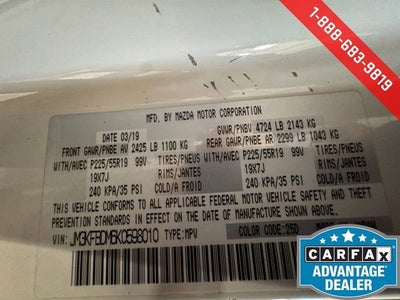 1-888-683-9819
MFD. BY MAZDA MOTOR CORPORATION
DATE 03/19 GVWR/PNBV 4724 LB 2143 KG
FRONT GAWR/PNBE AV 2425 LB 1100 KG REAR GAWR/PNBE AR 2299 LB 1043 KG
WITH/AVEC P225/55R19 99V TIRES/PNEUS WITH/AVEC P225/55R19 99V TIRES/PNEUS
19X7J RIMS/JANTES 19X7J RIMS/JANTES
240 KPA/35 PSI COLD/A FROID 240 KPA/35 PSI COLD/A FROID
THIS VEHICLE CONFORMS TO ALL APPLICABLE FEDERAL MOTOR VEHICLE SAFETY AND THEFT
PREVENTION STANDARDS IN EFFECT ON THE DATE OF MANUFACTURE SHOWN ABOVE.
VIN: JM3KFBDM6K0598010 TYPE:MPV
COLOR CODE:25D
CARFAX
ADVANTAGE
DEALER